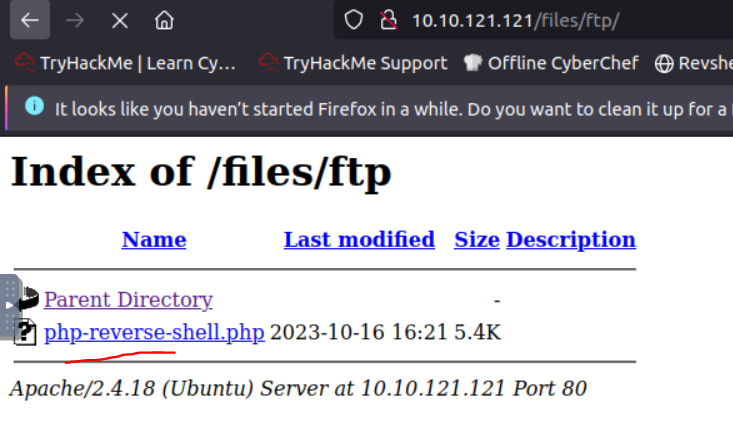 10.10.121.121/files/ftp/
TryHackMe | Learn Cy... TryHackMe Support Offline CyberChef Revshe
It looks like you haven't started Firefox in a while. Do you want to clean it up for a
Index of /files/ftp
Name Last modified Size Description
Parent Directory -
php-reverse-shell.php 2023-10-16 16:21 5.4K
Apache/2.4.18 (Ubuntu) Server at 10.10.121.121 Port 80